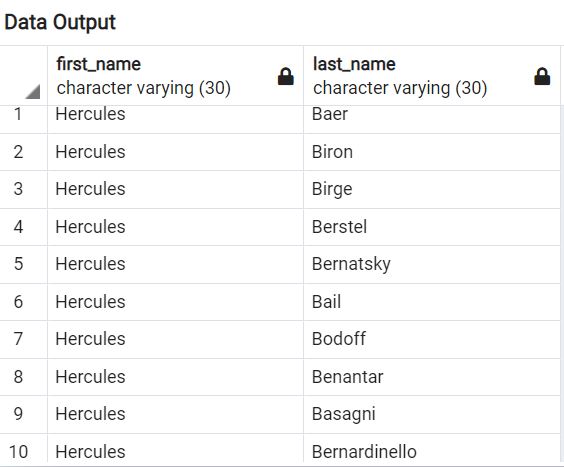 Data Output
first_name last_name
character varying (30) character varying (30)
1 Hercules Baer
2 Hercules Biron
3 Hercules Birge
4 Hercules Berstel
5 Hercules Bernatsky
6 Hercules Bail
7 Hercules Bodoff
8 Hercules Benantar
9 Hercules Basagni
10 Hercules Bernardinello